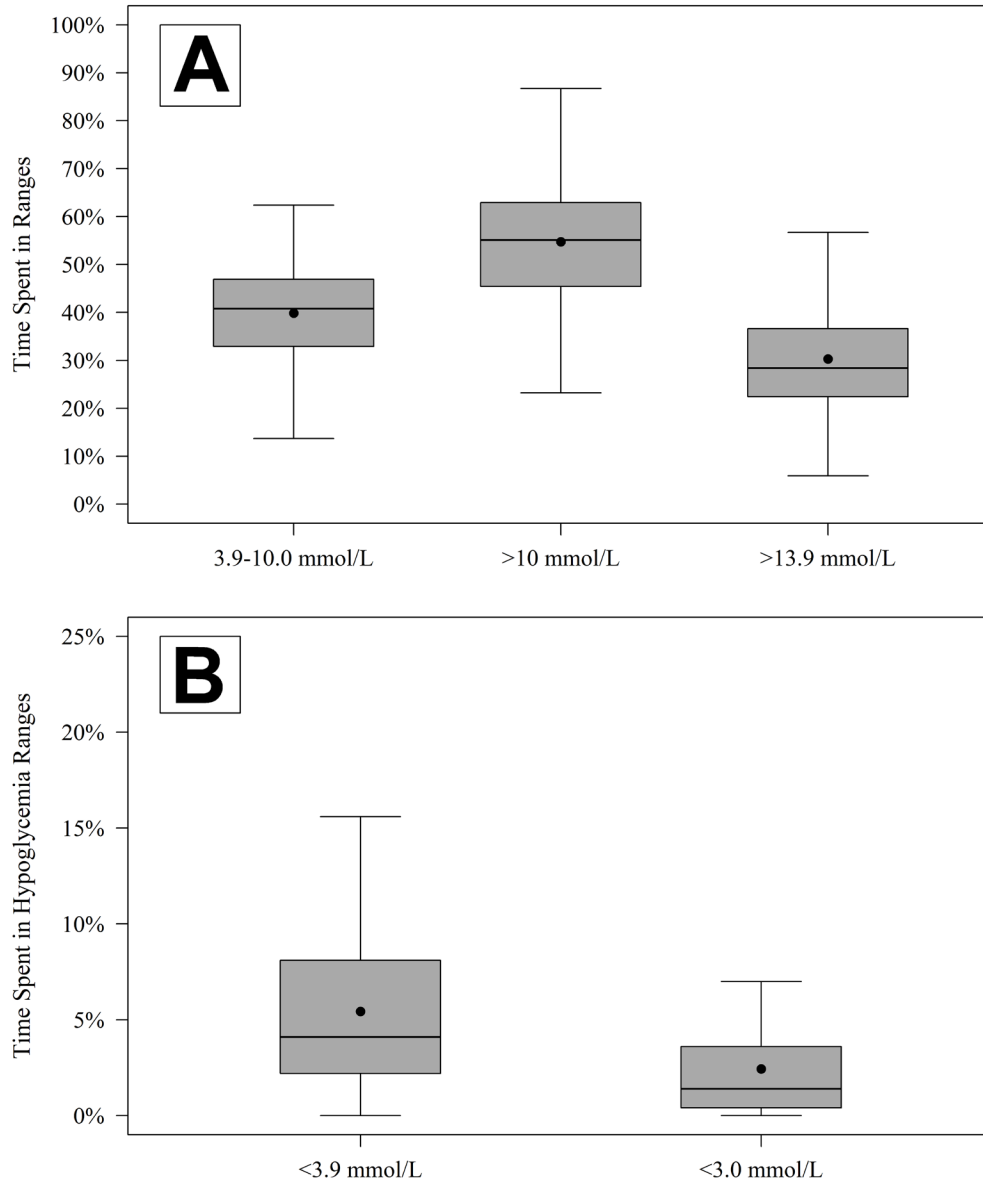 A
Time Spent in Ranges
100%
90%
80%
70%
60%
50%
40%
30%
20%
10%
0%
3.9-10.0 mmol/L
>10 mmol/L
>13.9 mmol/L
B
Time Spent in Hypoglycemia Ranges
25%
20%
15%
10%
5%
0%
<3.9 mmol/L
<3.0 mmol/L